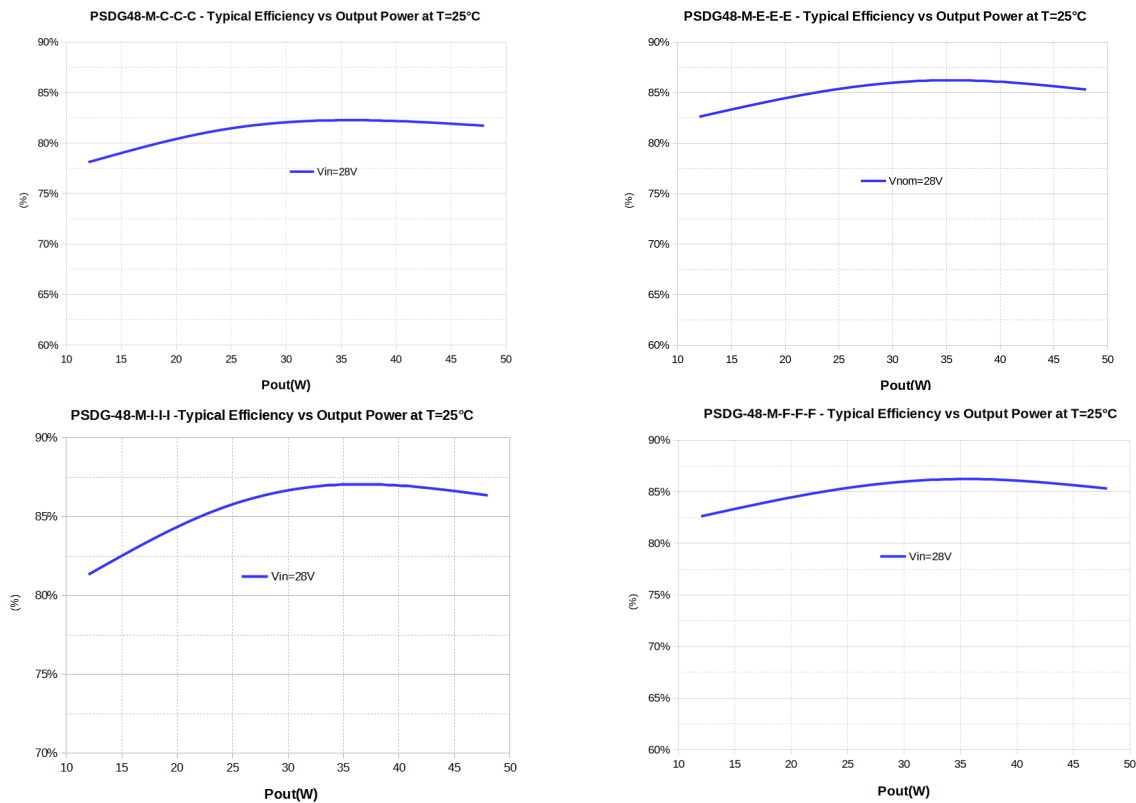 PSDG48-M-C-C-C - Typical Efficiency vs Output Power at T=25°C
90%
85%
80%
75%
70%
65%
60%
(%)
Vin=28V
10 15 20 25 30 35 40 45 50
Pout(W)
PSDG48-M-E-E-E - Typical Efficiency vs Output Power at T=25°C
90%
85%
80%
75%
70%
65%
60%
(%)
Vnom=28V
10 15 20 25 30 35 40 45 50
Pout(W)
PSDG-48-M-I-I-I -Typical Efficiency vs Output Power at T=25°C
90%
85%
80%
75%
70%
(%)
Vin=28V
10 15 20 25 30 35 40 45 50
Pout(W)
PSDG-48-M-F-F-F - Typical Efficiency vs Output Power at T=25°C
90%
85%
80%
75%
70%
65%
60%
(%)
Vin=28V
10 15 20 25 30 35 40 45 50
Pout(W)